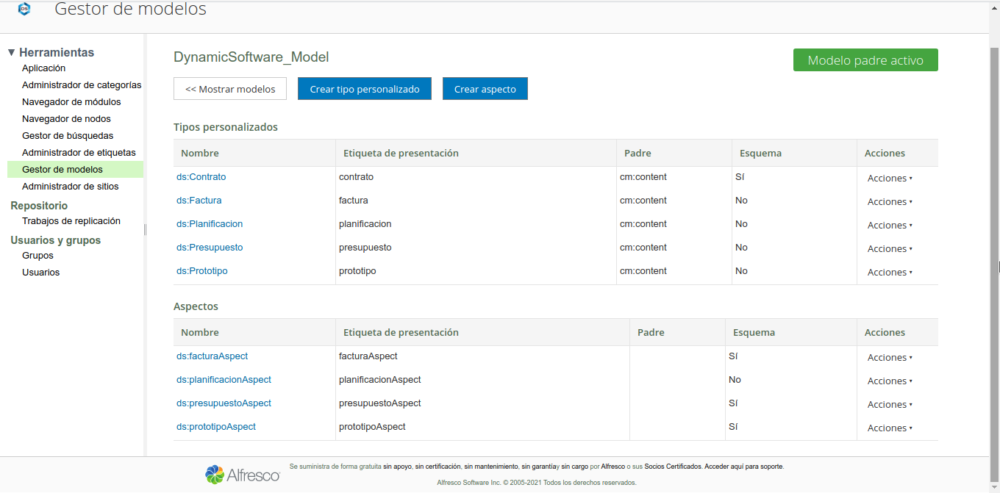 DS
Gestor de modelos
▼ Herramientas
Aplicación
Administrador de categorías
Navegador de módulos
Navegador de nodos
Gestor de búsquedas
Administrador de etiquetas
Gestor de modelos
Administrador de sitios
Repositorio
Trabajos de replicación
Usuarios y grupos
Grupos
Usuarios
DynamicSoftware_Model
Modelo padre activo
<< Mostrar modelos Crear tipo personalizado Crear aspecto
Tipos personalizados
Nombre Etiqueta de presentación Padre Esquema Acciones
ds:Contrato contrato cm:content Sí Acciones ▾
ds:Factura factura cm:content No Acciones ▾
ds:Planificacion planificacion cm:content No Acciones ▾
ds:Presupuesto presupuesto cm:content No Acciones ▾
ds:Prototipo prototipo cm:content No Acciones ▾
Aspectos
Nombre Etiqueta de presentación Padre Esquema Acciones
ds:facturaAspect facturaAspect Sí Acciones ▾
ds:planificacionAspect planificacionAspect No Acciones ▾
ds:presupuestoAspect presupuestoAspect Sí Acciones ▾
ds:prototipoAspect prototipoAspect Sí Acciones ▾
Alfresco
Se suministra de forma gratuita sin apoyo, sin certificación, sin mantenimiento, sin garantíay sin cargo por Alfresco o sus Socios Certificados. Acceder aquí para soporte.
Alfresco Software Inc. © 2005-2021 Todos los derechos reservados.